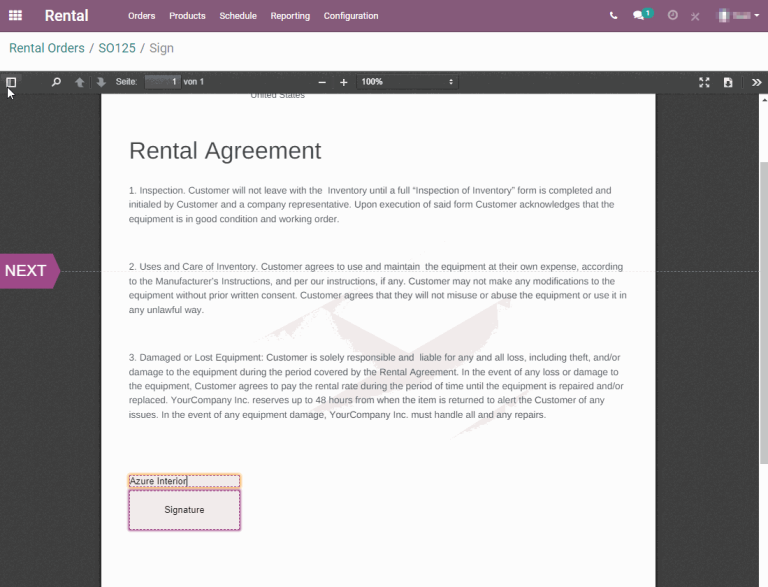 Rental Orders Products Schedule Reporting Configuration 1
Rental Orders / SO125 / Sign
Seite: 1 von 1 100%
United States
Rental Agreement
1. Inspection. Customer will not leave with the Inventory until a full “Inspection of Inventory” form is completed and
initialed by Customer and a company representative. Upon execution of said form Customer acknowledges that the
equipment is in good condition and working order.
NEXT
2. Uses and Care of Inventory. Customer agrees to use and maintain the equipment at their own expense, according
to the Manufacturer's Instructions, and per our instructions, if any. Customer may not make any modifications to the
equipment without prior written consent. Customer agrees that they will not misuse or abuse the equipment or use it in
any unlawful way.
3. Damaged or Lost Equipment: Customer is solely responsible and liable for any and all loss, including theft, and/or
damage to the equipment during the period covered by the Rental Agreement. In the event of any loss or damage to
the equipment, Customer agrees to pay the rental rate during the period of time until the equipment is repaired and/or
replaced. YourCompany Inc. reserves up to 48 hours from when the item is returned to alert the Customer of any
issues. In the event of any equipment damage, YourCompany Inc. must handle all and any repairs.
Azure Interior
Signature